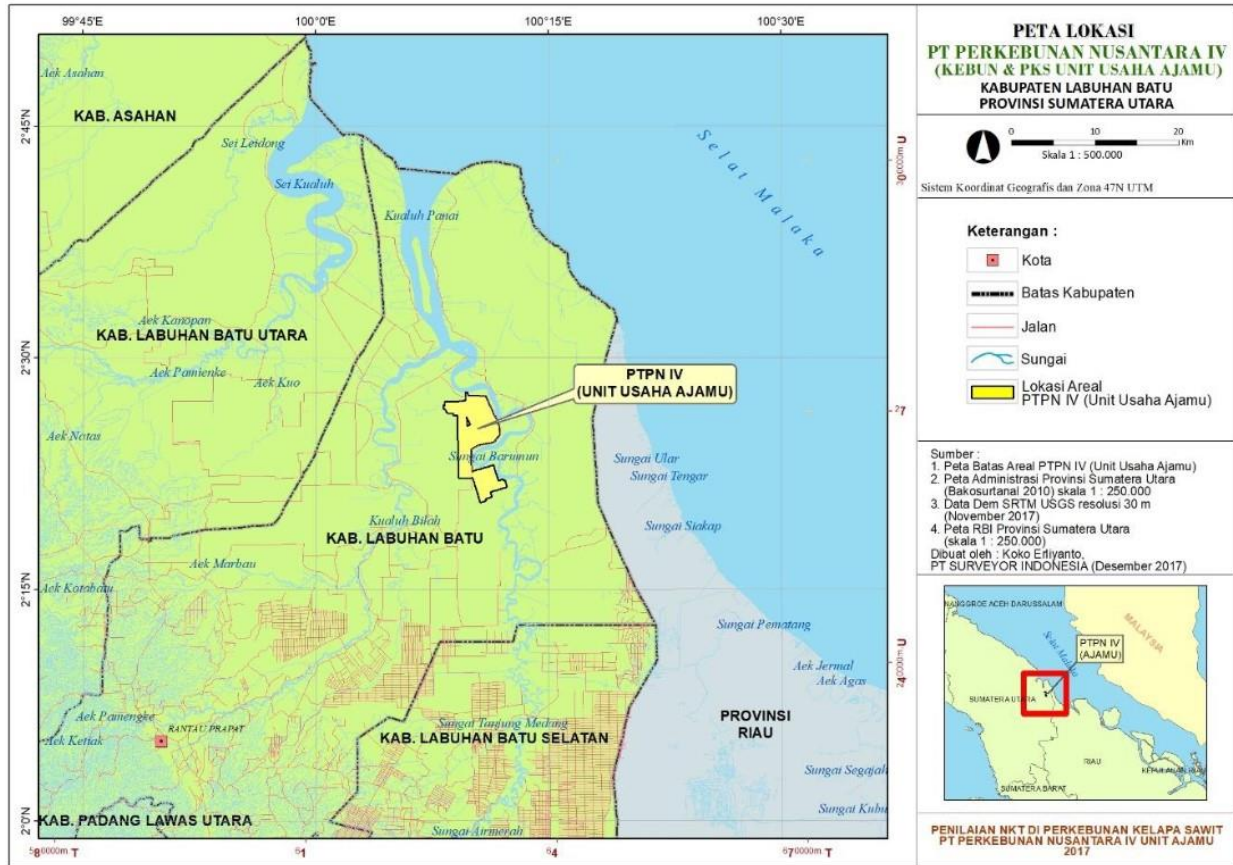 99°45'E 100°0'E 100°15'E 100°30'E
PETA LOKASI
PT PERKEBUNAN NUSANTARA IV
(KEBUN & PKS UNIT USAHA AJAMU)
KABUPATEN LABUHAN BATU
PROVINSI SUMATERA UTARA
0 10 20
Km
Skala 1 : 500.000
Sistem Koordinat Geografis dan Zona 47N UTM
Keterangan :
Kota
Batas Kabupaten
Jalan
Sungai
Lokasi Areal
PTPN IV (Unit Usaha Ajamu)
Sumber :
1. Peta Batas Areal PTPN IV (Unit Usaha Ajamu)
2. Peta Administrasi Provinsi Sumatera Utara
(Bakosurtanal 2010) skala 1 : 250.000
3. Data Dem SRTM USGS resolusi 30 m
(November 2017)
4. Peta RBI Provinsi Sumatera Utara
(skala 1 : 250.000)
Dibuat oleh : Koko Erliyanto,
PT SURVEYOR INDONESIA (Desember 2017)
NANGGROE ACEH DARUSSALAM
MALAYSIA
Selat Malaka
PTPN IV
(AJAMU)
SUMATERA UTARA
RIAU
KEPULAUAN RIAU
SUMATERA BARAT
PENILAIAN NKT DI PERKEBUNAN KELAPA SAWIT
PT PERKEBUNAN NUSANTARA IV UNIT AJAMU
2017
Aek Asahan
KAB. ASAHAN
2°45'N
Sei Leidong
Sei Kualuh
Kualuh Panai
Selat Malaka
Aek Kanopan
KAB. LABUHAN BATU UTARA
Aek Pamienke
Aek Kuo
2°30'N
PTPN IV
(UNIT USAHA AJAMU)
Aek Natas
Sungai Barumun
Sungai Ular
Sungai Tengar
Sungai Siakap
Kualuh Bilah
KAB. LABUHAN BATU
Aek Marbau
Aek Kotabatu
2°15'N
Sungai Pematang
Aek Jermal
Aek Agas
Aek Pamengke
RANTAU PRAPAT
Aek Ketiak
Sungai Tanjung Medang
KAB. LABUHAN BATU SELATAN
PROVINSI
RIAU
Sungai Segajah
Sungai Kubu
KAB. PADANG LAWAS UTARA
Sungai Airmerah
2°0'N